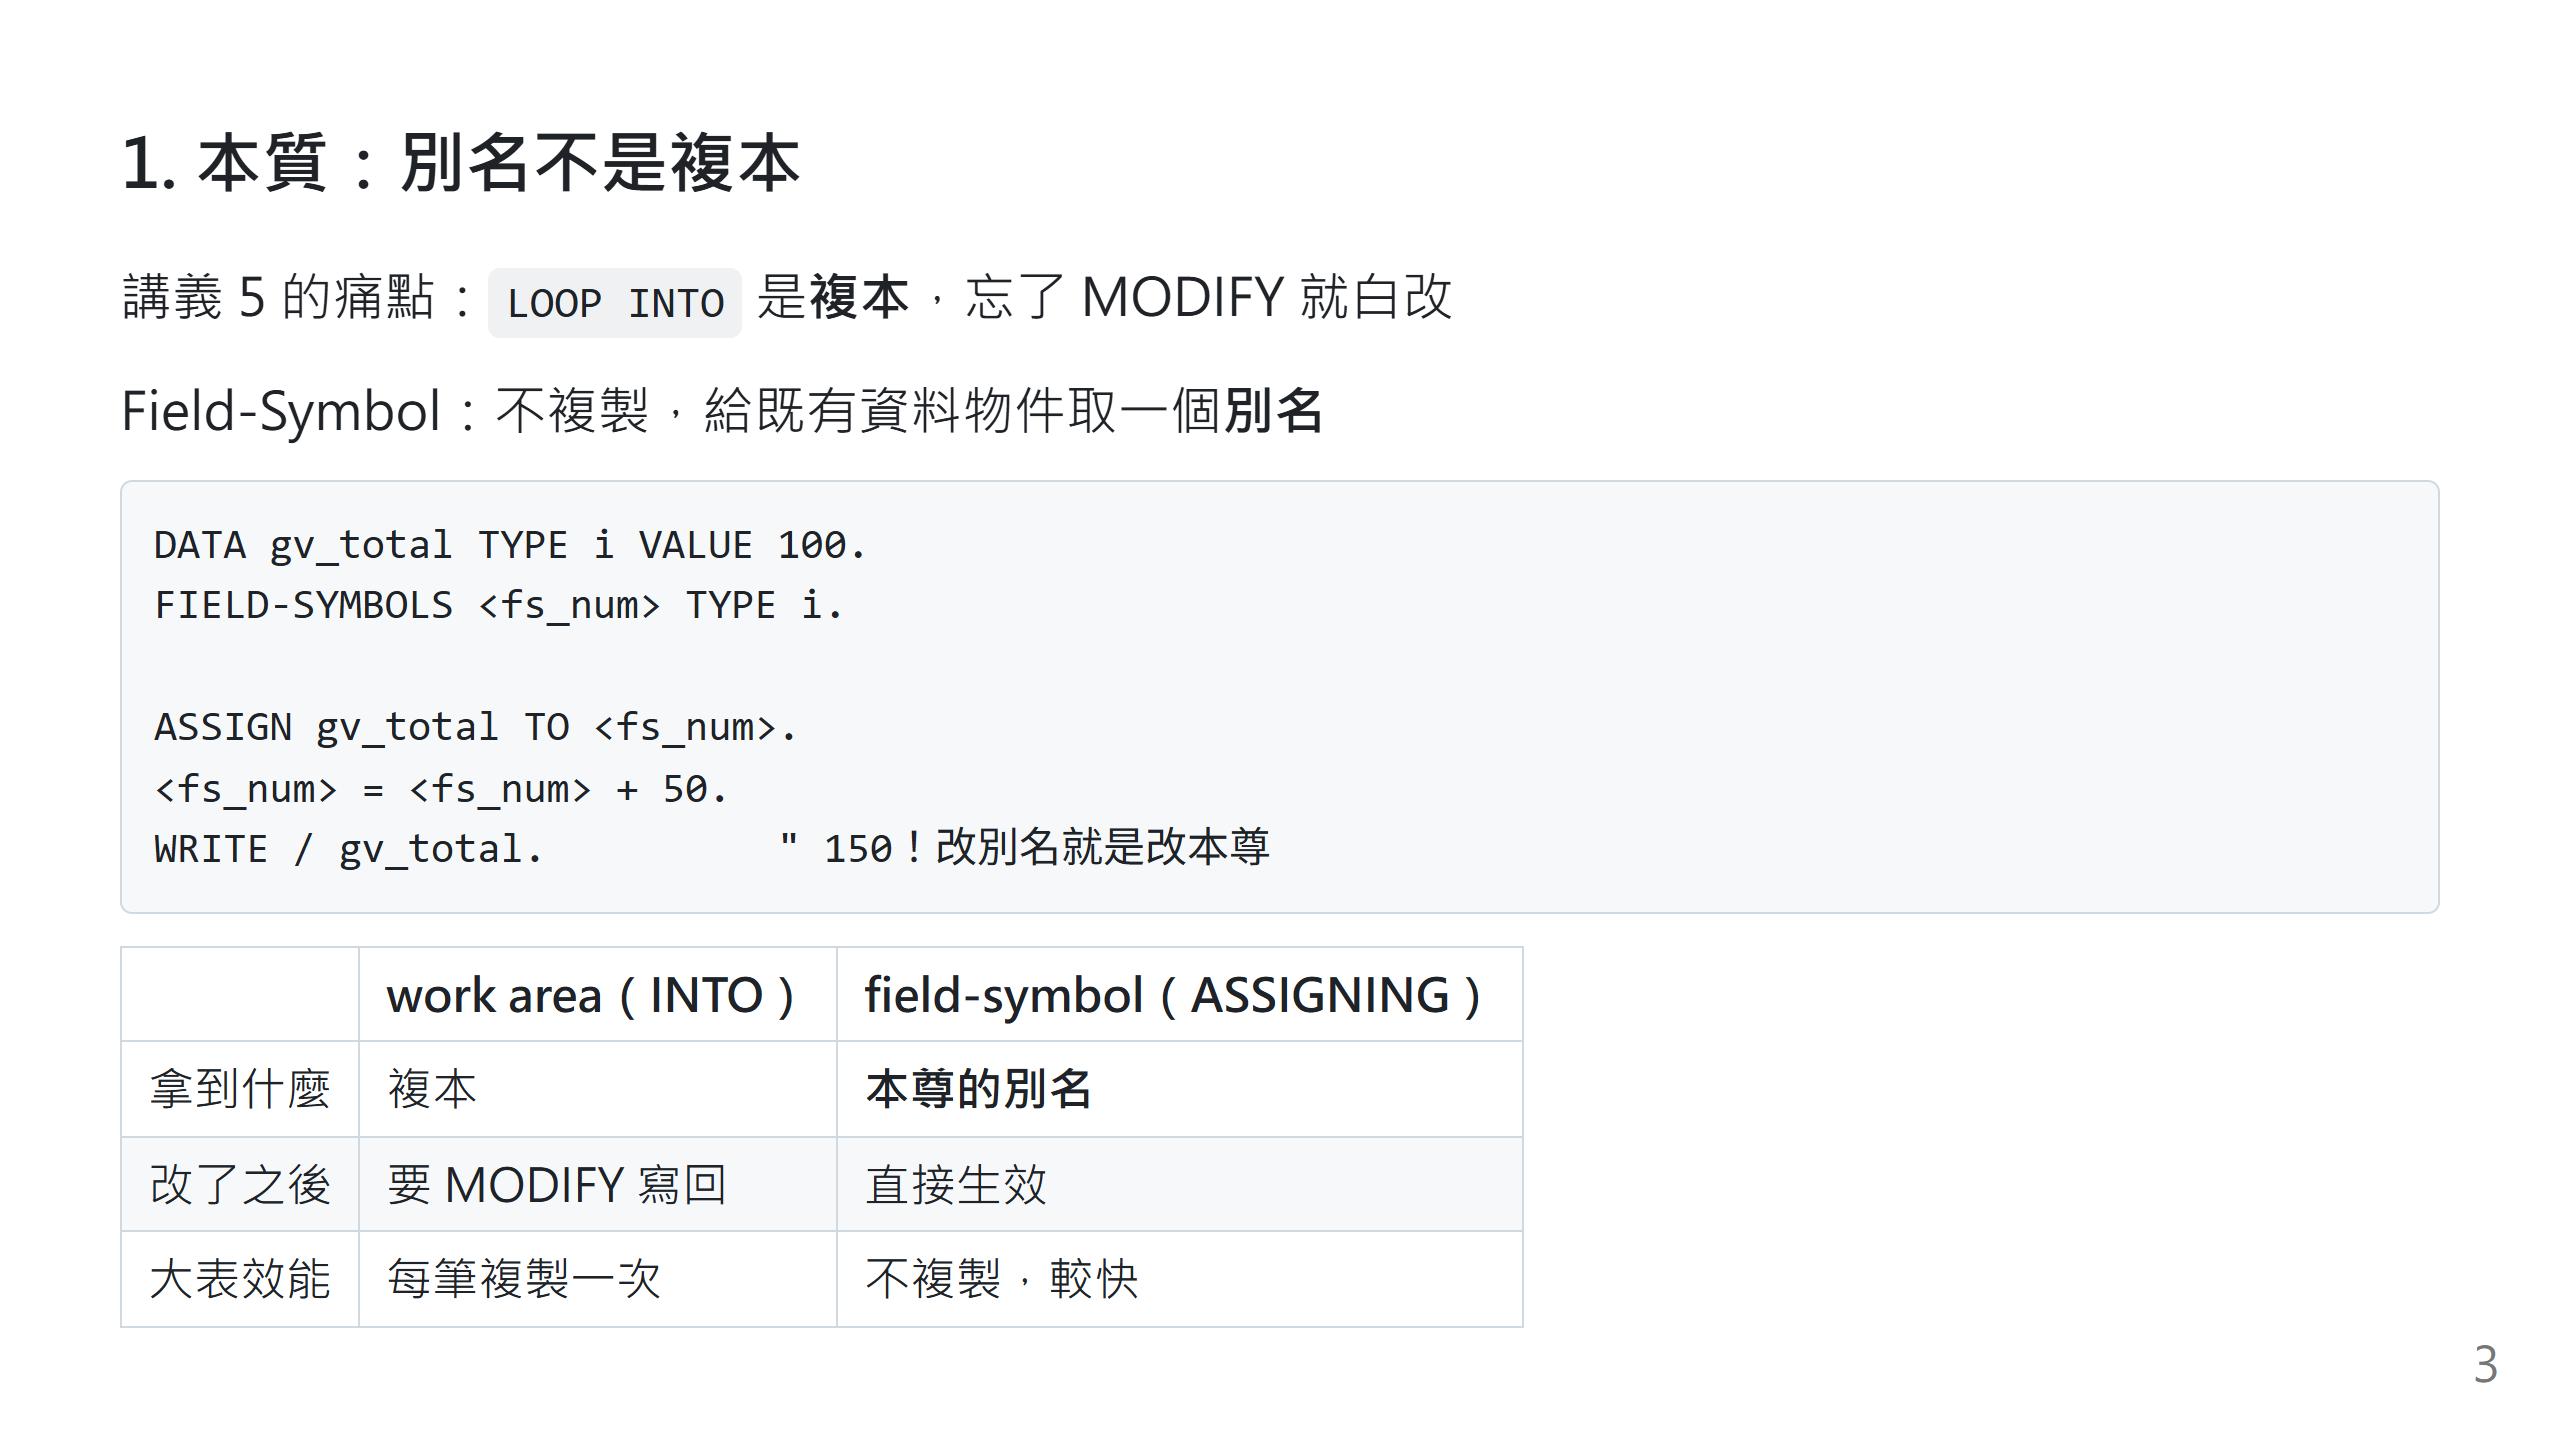 1. 本質：別名不是複本
講義 5 的痛點：LOOP INTO 是複本，忘了 MODIFY 就白改
Field-Symbol：不複製，給既有資料物件取一個別名
DATA gv_total TYPE i VALUE 100.
FIELD-SYMBOLS <fs_num> TYPE i.
ASSIGN gv_total TO <fs_num>.
<fs_num> = <fs_num> + 50.
WRITE / gv_total.          " 150！改別名就是改本尊
work area（INTO） field-symbol（ASSIGNING）
拿到什麼 複本 本尊的別名
改了之後 要 MODIFY 寫回 直接生效
大表效能 每筆複製一次 不複製，較快
3